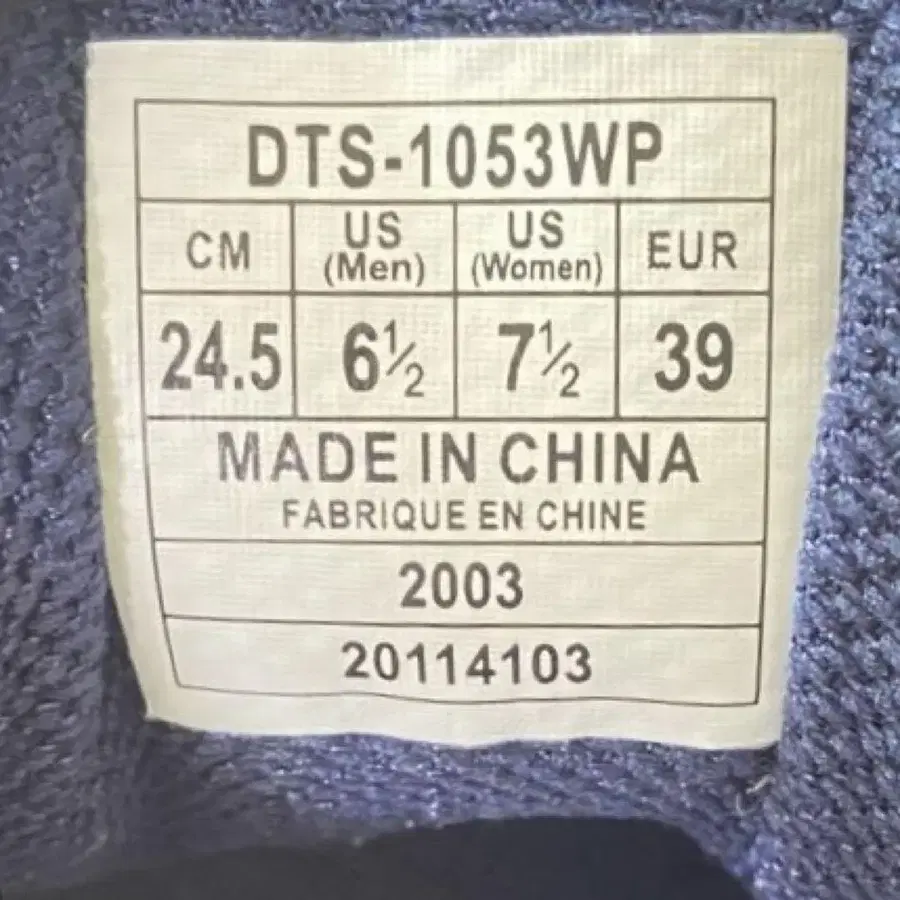 DTS-1053WP
CM US (Men) US (Women) EUR
24.5 6½ 7½ 39
MADE IN CHINA
FABRIQUE EN CHINE
2003
20114103